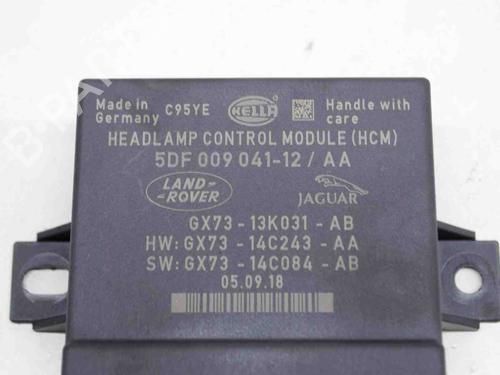 Made in
Germany
C95YE
HELLA
Handle with
care
HEADLAMP CONTROL MODULE (HCM)
5DF 009 041-12 / AA
LAND-
-ROVER
JAGUAR
GX73 - 13K031 - AB
HW: GX73 - 14C243 - AA
SW: GX73 - 14C084 - AB
05.09.18